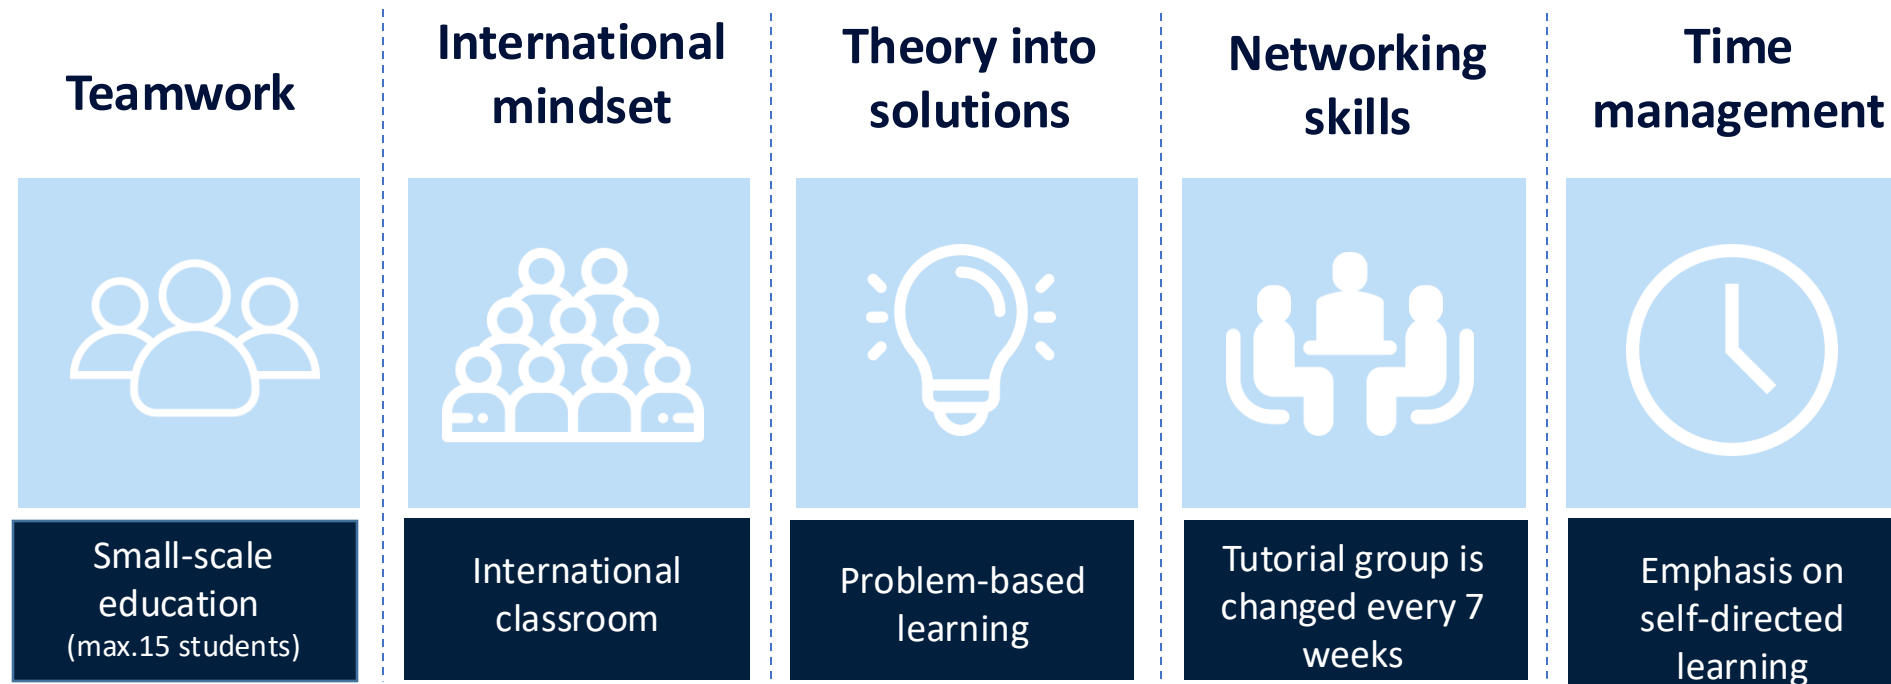 Teamwork
International
mindset
Theory into
solutions
Networking
skills
Time
management
Small-scale
education
(max.15 students)
International
classroom
Problem-based
learning
Tutorial group is
changed every 7
weeks
Emphasis on
self-directed
learning